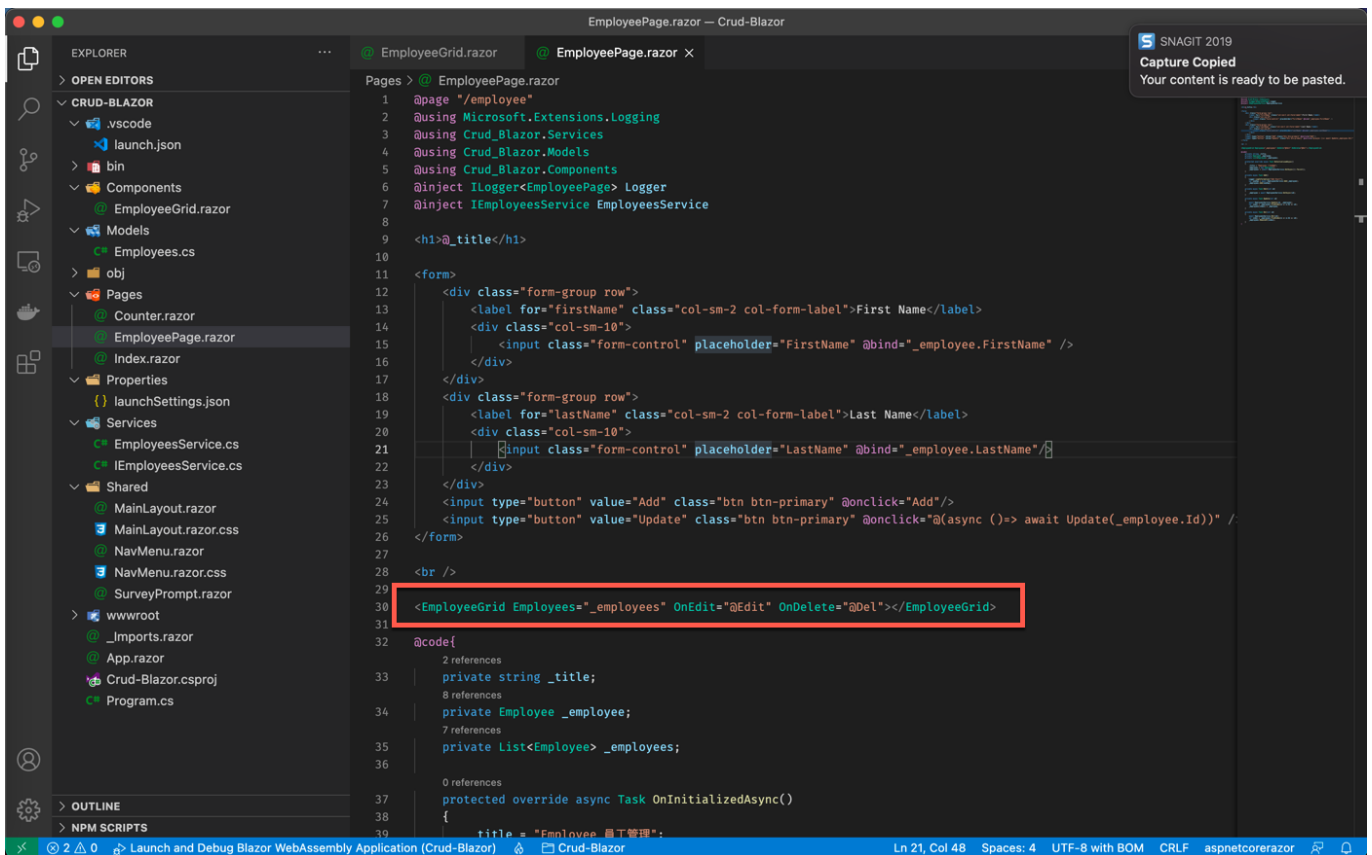 EmployeePage.razor — Crud-Blazor
SNAGIT 2019
Capture Copied
Your content is ready to be pasted.
EXPLORER
OPEN EDITORS
CRUD-BLAZOR
.vscode
launch.json
bin
Components
EmployeeGrid.razor
Models
Employees.cs
obj
Pages
Counter.razor
EmployeePage.razor
Index.razor
Properties
launchSettings.json
Services
EmployeesService.cs
IEmployeesService.cs
Shared
MainLayout.razor
MainLayout.razor.css
NavMenu.razor
NavMenu.razor.css
SurveyPrompt.razor
wwwroot
_Imports.razor
App.razor
Crud-Blazor.csproj
Program.cs
OUTLINE
NPM SCRIPTS
EmployeeGrid.razor
EmployeePage.razor
Pages > EmployeePage.razor
1 @page "/employee"
2 @using Microsoft.Extensions.Logging
3 @using Crud_Blazor.Services
4 @using Crud_Blazor.Models
5 @using Crud_Blazor.Components
6 @inject ILogger<EmployeePage> Logger
7 @inject IEmployeesService EmployeesService
8
9 <h1>@_title</h1>
10
11 <form>
12 <div class="form-group row">
13 <label for="firstName" class="col-sm-2 col-form-label">First Name</label>
14 <div class="col-sm-10">
15 <input class="form-control" placeholder="FirstName" @bind="_employee.FirstName" />
16 </div>
17 </div>
18 <div class="form-group row">
19 <label for="lastName" class="col-sm-2 col-form-label">Last Name</label>
20 <div class="col-sm-10">
21 <input class="form-control" placeholder="LastName" @bind="_employee.LastName"/>
22 </div>
23 </div>
24 <input type="button" value="Add" class="btn btn-primary" @onclick="Add"/>
25 <input type="button" value="Update" class="btn btn-primary" @onclick="@(async ()=> await Update(_employee.Id))" /
26 </form>
27
28 <br />
29
30 <EmployeeGrid Employees="_employees" OnEdit="@Edit" OnDelete="@Del"></EmployeeGrid>
31
32 @code{
2 references
33 private string _title;
8 references
34 private Employee _employee;
7 references
35 private List<Employee> _employees;
36
0 references
37 protected override async Task OnInitializedAsync()
38 {
39 title = "Employee 員工管理";
2 0 Launch and Debug Blazor WebAssembly Application (Crud-Blazor) Crud-Blazor Ln 21, Col 48 Spaces: 4 UTF-8 with BOM CRLF aspnetcorerazor